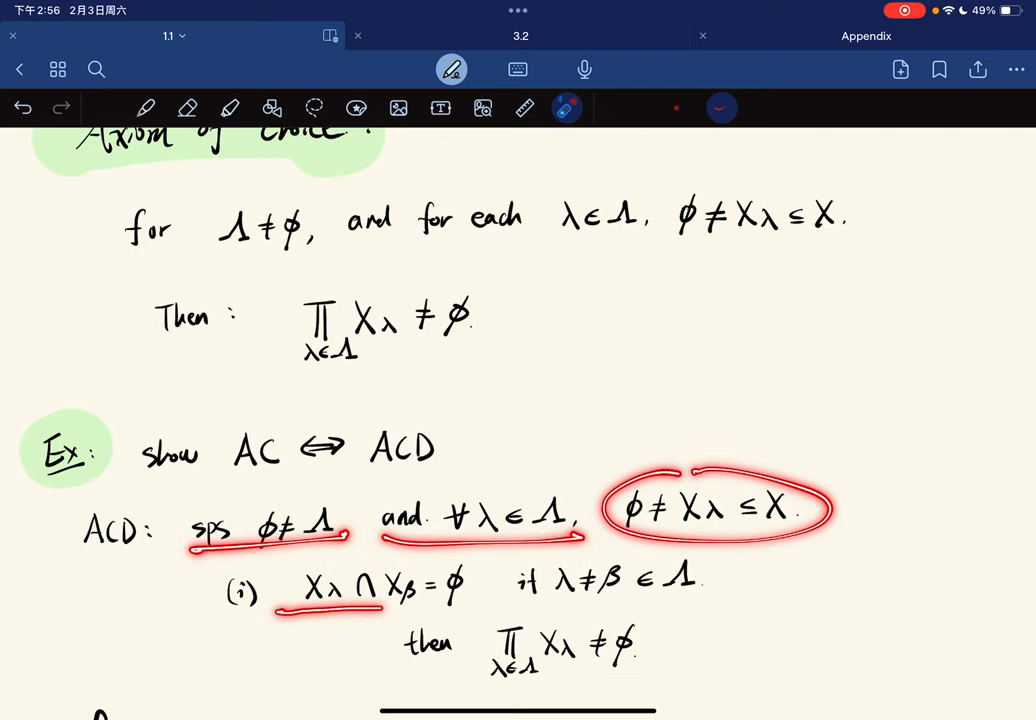 下午2:56 2月3日周六
49%
1.1
3.2
Appendix
Axiom of Choice :
for Λ ≠ φ, and for each λ ∈ Λ, φ ≠ Xλ ⊆ X.
Then : ∏ Xλ ≠ φ.
λ∈Λ
Ex: show AC ⇔ ACD
ACD: sps φ ≠ Λ and. ∀ λ ∈ Λ, φ ≠ Xλ ⊆ X.
(i) Xλ ∩ Xβ = φ if λ ≠ β ∈ Λ.
then ∏ Xλ ≠ φ.
λ∈Λ